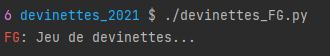 6 devinettes_2021 $ ./devinettes_FG.py
FG: Jeu de devinettes...